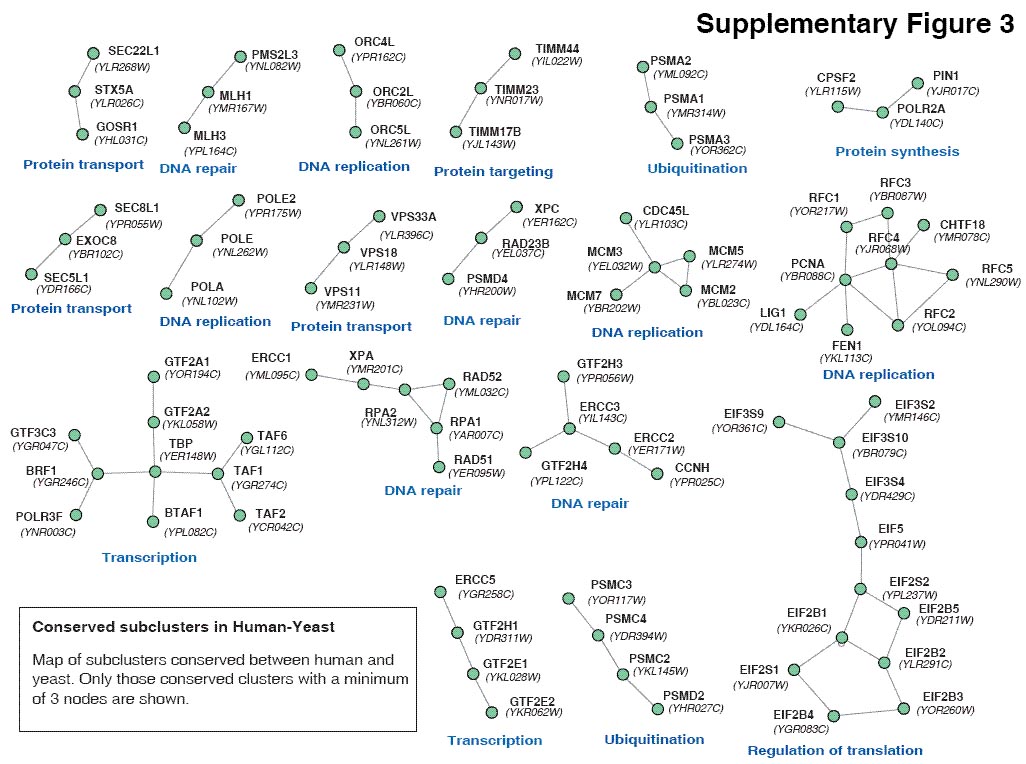 Supplementary Figure 3
SEC22L1
(YLR268W)
STX5A
(YLR026C)
GOSR1
(YHL031C)
Protein transport
PMS2L3
(YNL082W)
MLH1
(YMR167W)
MLH3
(YPL164C)
DNA repair
ORC4L
(YPR162C)
ORC2L
(YBR060C)
ORC5L
(YNL261W)
DNA replication
TIMM44
(YIL022W)
TIMM23
(YNR017W)
TIMM17B
(YJL143W)
Protein targeting
PSMA2
(YML092C)
PSMA1
(YMR314W)
PSMA3
(YOR362C)
Ubiquitination
CPSF2
(YLR115W)
PIN1
(YJR017C)
POLR2A
(YDL140C)
Protein synthesis
SEC8L1
(YPR055W)
EXOC8
(YBR102C)
SEC5L1
(YDR166C)
Protein transport
POLE2
(YPR175W)
POLE
(YNL262W)
POLA
(YNL102W)
DNA replication
VPS33A
(YLR396C)
VPS18
(YLR148W)
VPS11
(YMR231W)
Protein transport
XPC
(YER162C)
RAD23B
(YEL037C)
PSMD4
(YHR200W)
DNA repair
CDC45L
(YLR103C)
MCM3
(YEL032W)
MCM5
(YLR274W)
MCM7
(YBR202W)
MCM2
(YBL023C)
DNA replication
RFC3
(YBR087W)
RFC1
(YOR217W)
CHTF18
(YMR078C)
RFC4
(YJR068W)
PCNA
(YBR088C)
RFC5
(YNL290W)
LIG1
(YDL164C)
RFC2
(YOL094C)
FEN1
(YKL113C)
DNA replication
GTF2A1
(YOR194C)
GTF2A2
(YKL058W)
GTF3C3
(YGR047C)
TBP
(YER148W)
TAF6
(YGL112C)
BRF1
(YGR246C)
TAF1
(YGR274C)
POLR3F
(YNR003C)
BTAF1
(YPL082C)
TAF2
(YCR042C)
Transcription
ERCC1
(YML095C)
XPA
(YMR201C)
RAD52
(YML032C)
RPA2
(YNL312W)
RPA1
(YAR007C)
RAD51
(YER095W)
DNA repair
GTF2H3
(YPR056W)
ERCC3
(YIL143C)
ERCC2
(YER171W)
GTF2H4
(YPL122C)
CCNH
(YPR025C)
DNA repair
EIF3S9
(YOR361C)
EIF3S2
(YMR146C)
EIF3S10
(YBR079C)
EIF3S4
(YDR429C)
EIF5
(YPR041W)
EIF2S2
(YPL237W)
EIF2B1
(YKR026C)
EIF2B5
(YDR211W)
EIF2B2
(YLR291C)
EIF2S1
(YJR007W)
EIF2B3
(YOR260W)
EIF2B4
(YGR083C)
Regulation of translation
ERCC5
(YGR258C)
GTF2H1
(YDR311W)
GTF2E1
(YKL028W)
GTF2E2
(YKR062W)
Transcription
PSMC3
(YOR117W)
PSMC4
(YDR394W)
PSMC2
(YKL145W)
PSMD2
(YHR027C)
Ubiquitination
Conserved subclusters in Human-Yeast
Map of subclusters conserved between human and
yeast. Only those conserved clusters with a minimum
of 3 nodes are shown.